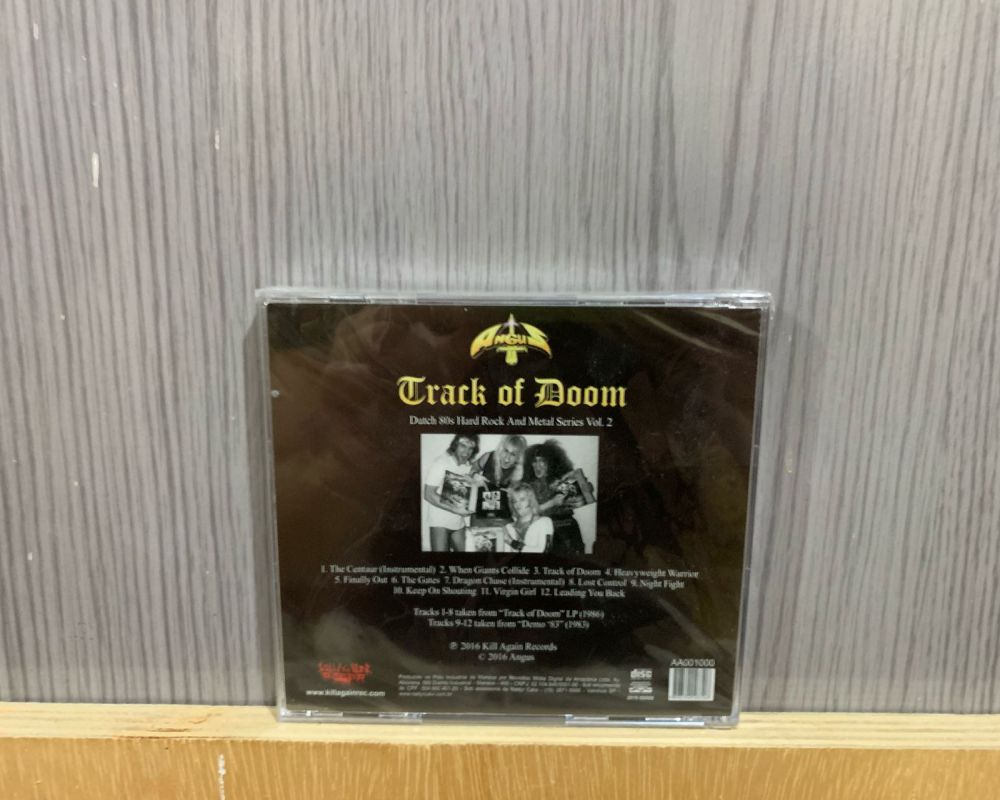 ANGUS
Track of Doom
Dutch 80s Hard Rock And Metal Series Vol. 2
1. The Centaur (Instrumental) 2. When Giants Collide 3. Track of Doom 4. Heavyweight Warrior
5. Finally Out 6. The Gates 7. Dragon Chase (Instrumental) 8. Lost Control 9. Night Fight
10. Keep On Shouting 11. Virgin Girl 12. Leading You Back
Tracks 1-8 taken from "Track of Doom" LP (1986)
Tracks 9-12 taken from "Demo '83" (1983)
℗ 2016 Kill Again Records
© 2016 Angus
www.killagainrec.com
AA001000
disc